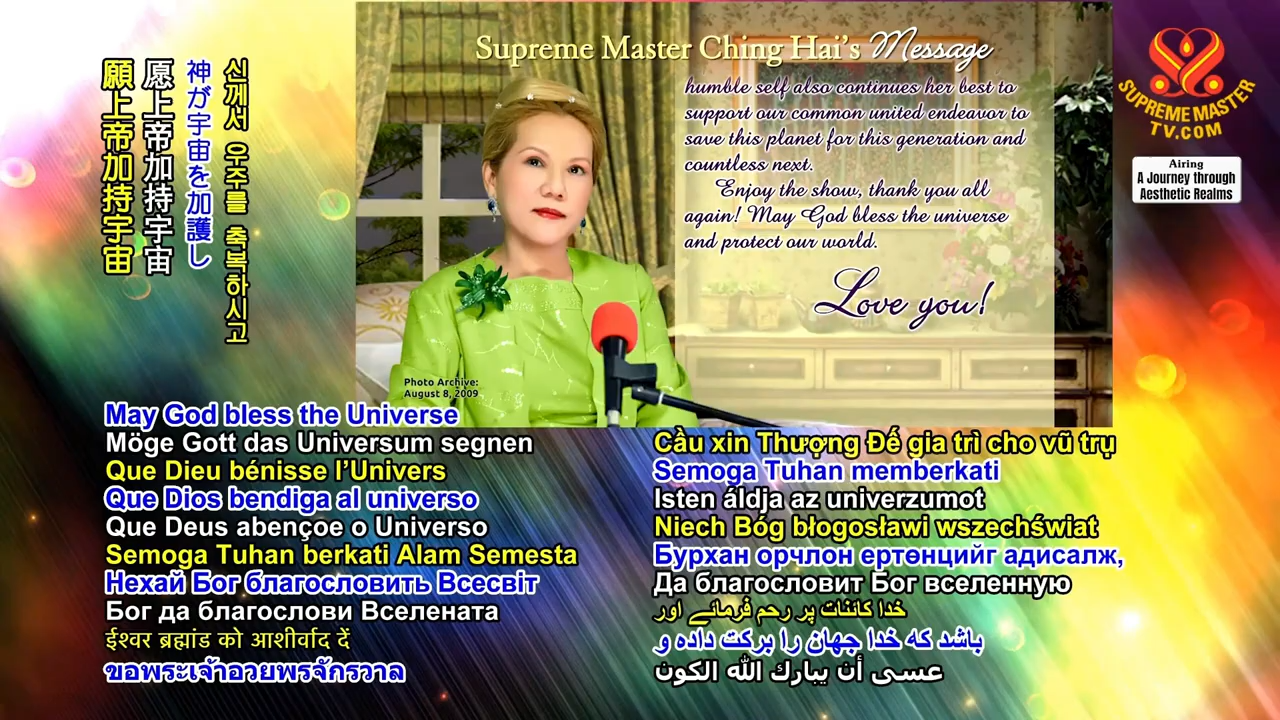 Supreme Master Ching Hai's Message
humble self also continues her best to
support our common united endeavor to
save this planet for this generation and
countless next.
Enjoy the show, thank you all
again! May God bless the universe
and protect our world.
Love you!
Photo Archive:
August 8, 2009
SUPREME MASTER
TV.COM
Airing
A Journey through
Aesthetic Realms
신께서 우주를 축복하시고
神が宇宙を加護し
愿上帝加持宇宙
願上帝加持宇宙
May God bless the Universe
Möge Gott das Universum segnen
Que Dieu bénisse l’Univers
Que Dios bendiga al universo
Que Deus abençoe o Universo
Semoga Tuhan berkati Alam Semesta
Нехай Бог благословить Всесвіт
Бог да благослови Вселената
ईश्वर ब्रह्मांड को आशीर्वाद दें
ขอพระเจ้าอวยพรจักรวาล
Cầu xin Thượng Đế gia trì cho vũ trụ
Semoga Tuhan memberkati
Isten áldja az univerzumot
Niech Bóg błogosławi wszechświat
Бурхан орчлон ертөнцийг адисалж,
Да благословит Бог вселенную
خدا کائنات پر رحم فرمائے اور
باشد که خدا جهان را برکت داده و
عسى أن يبارك الله الكون